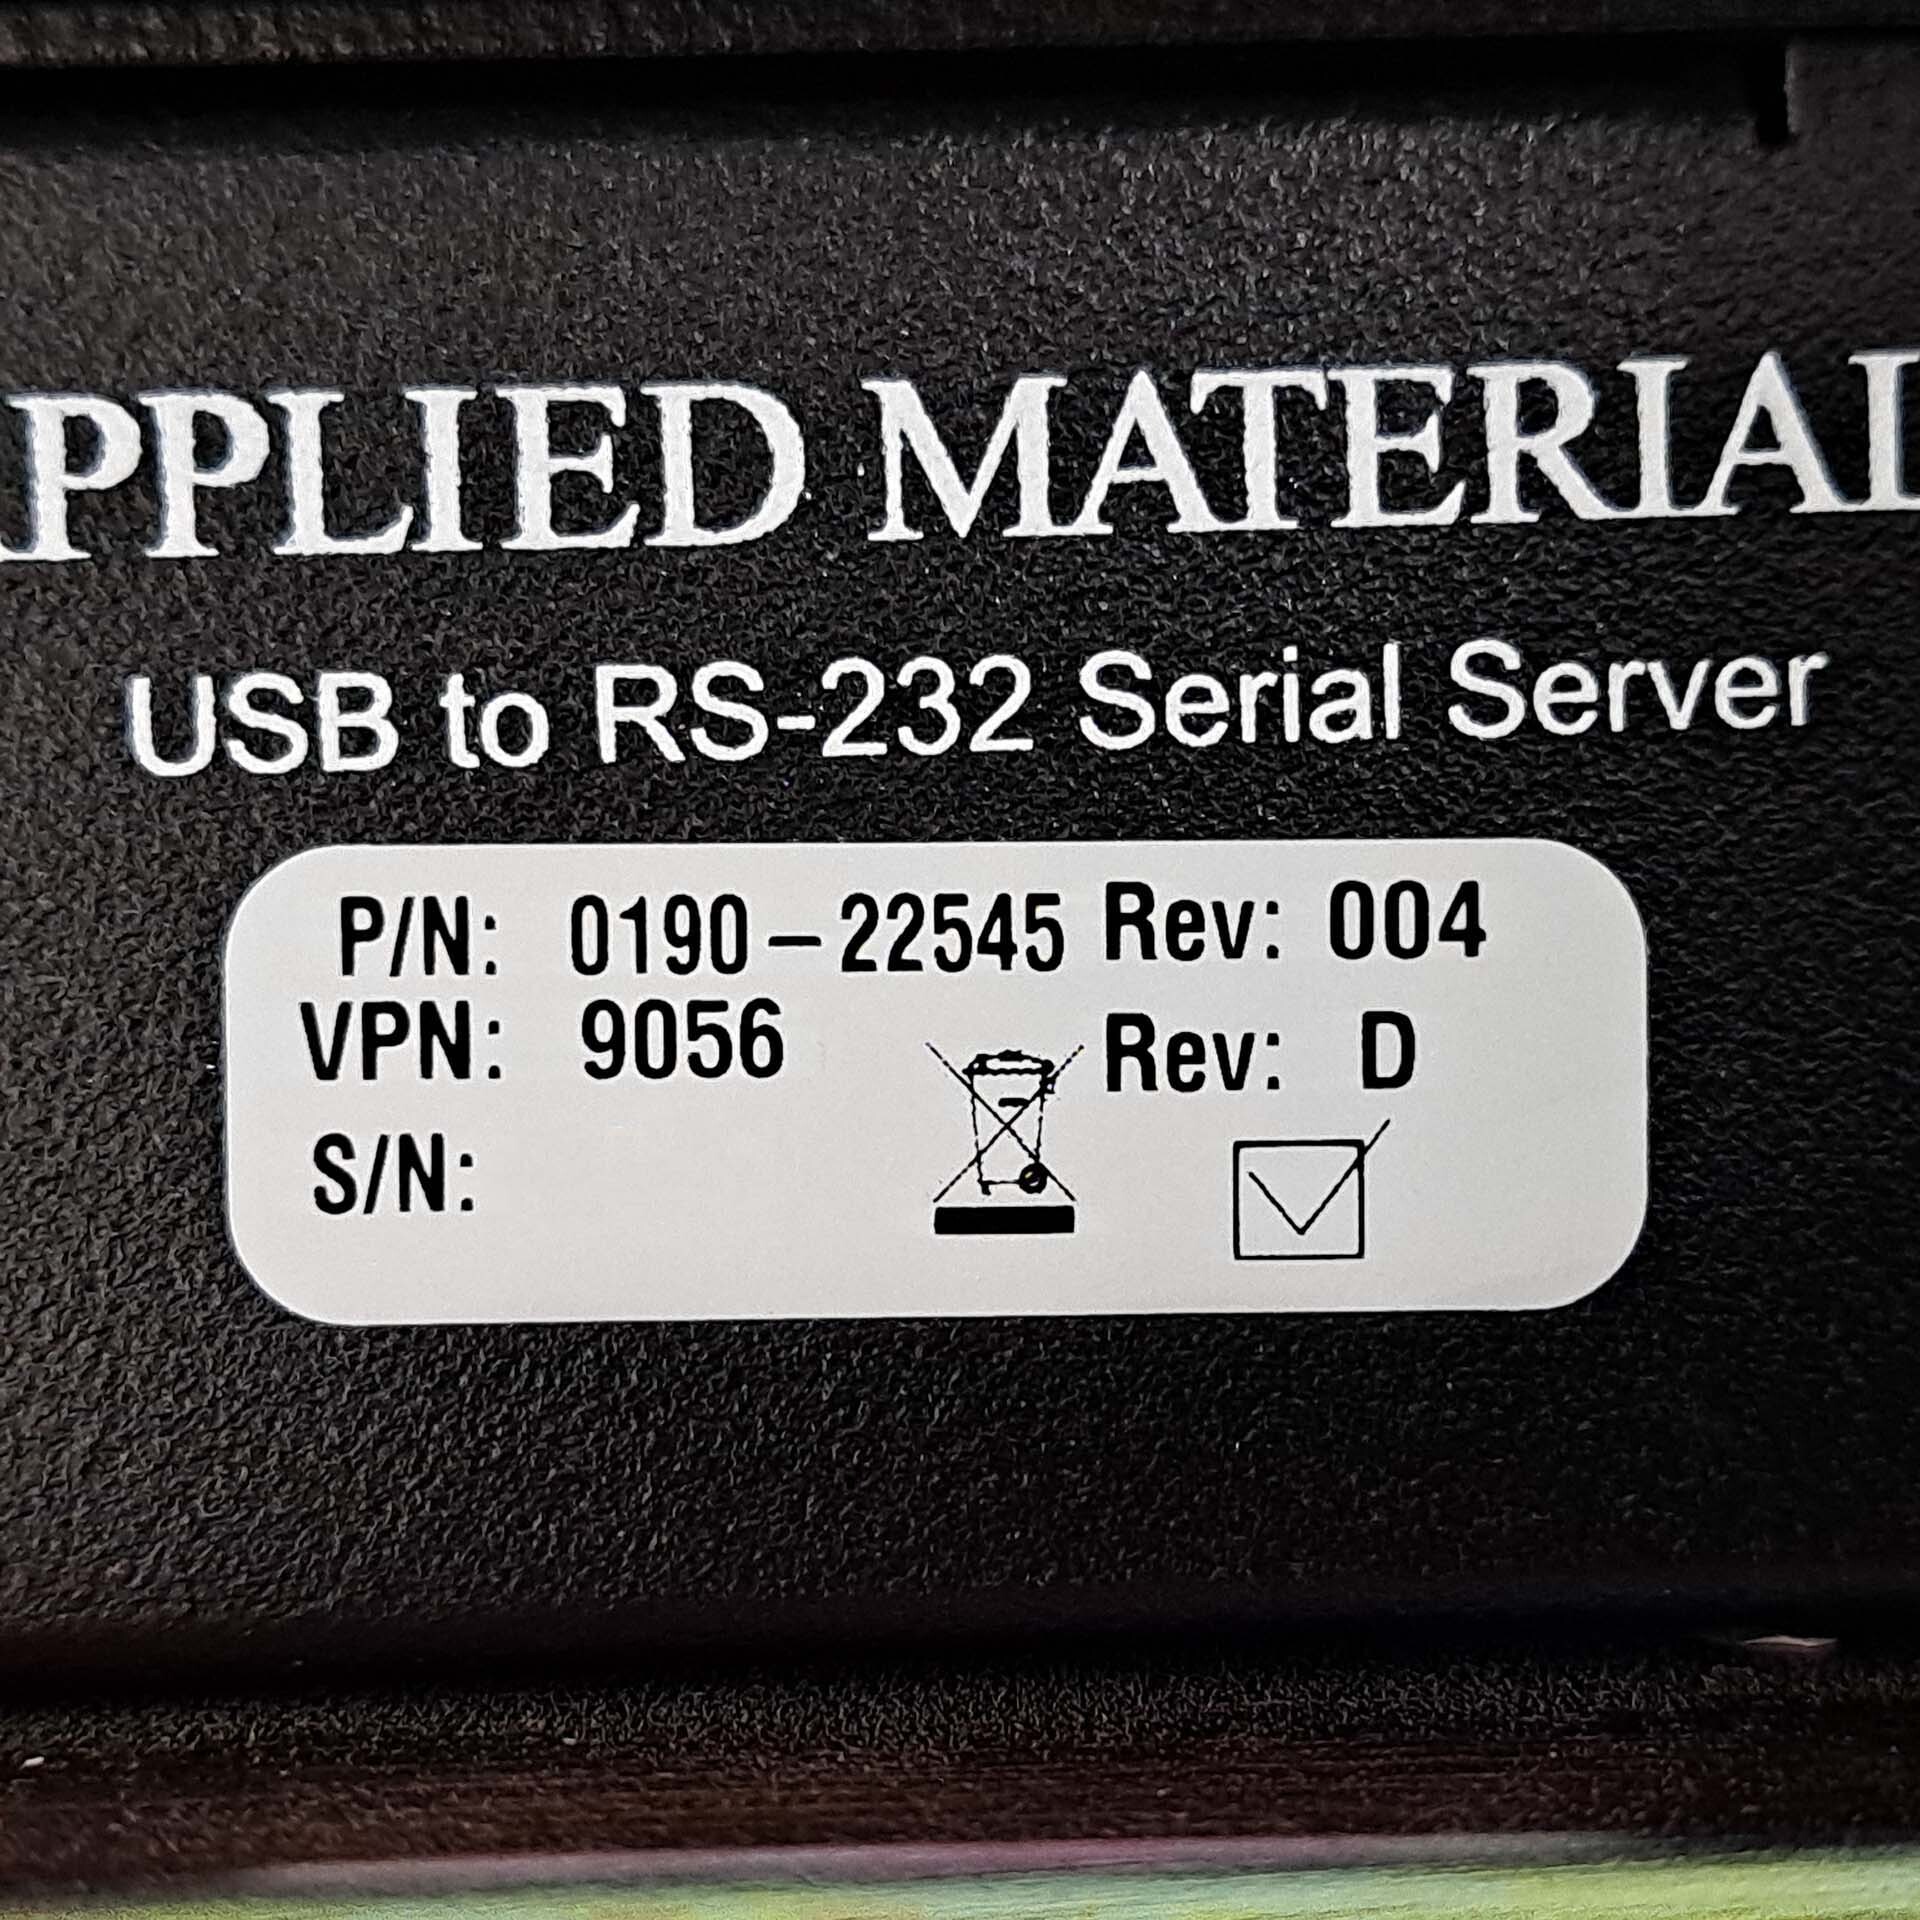 PPLIED MATERIAL
USB to RS-232 Serial Server
P/N: 0190-22545 Rev: 004
VPN: 9056 Rev: D
S/N: